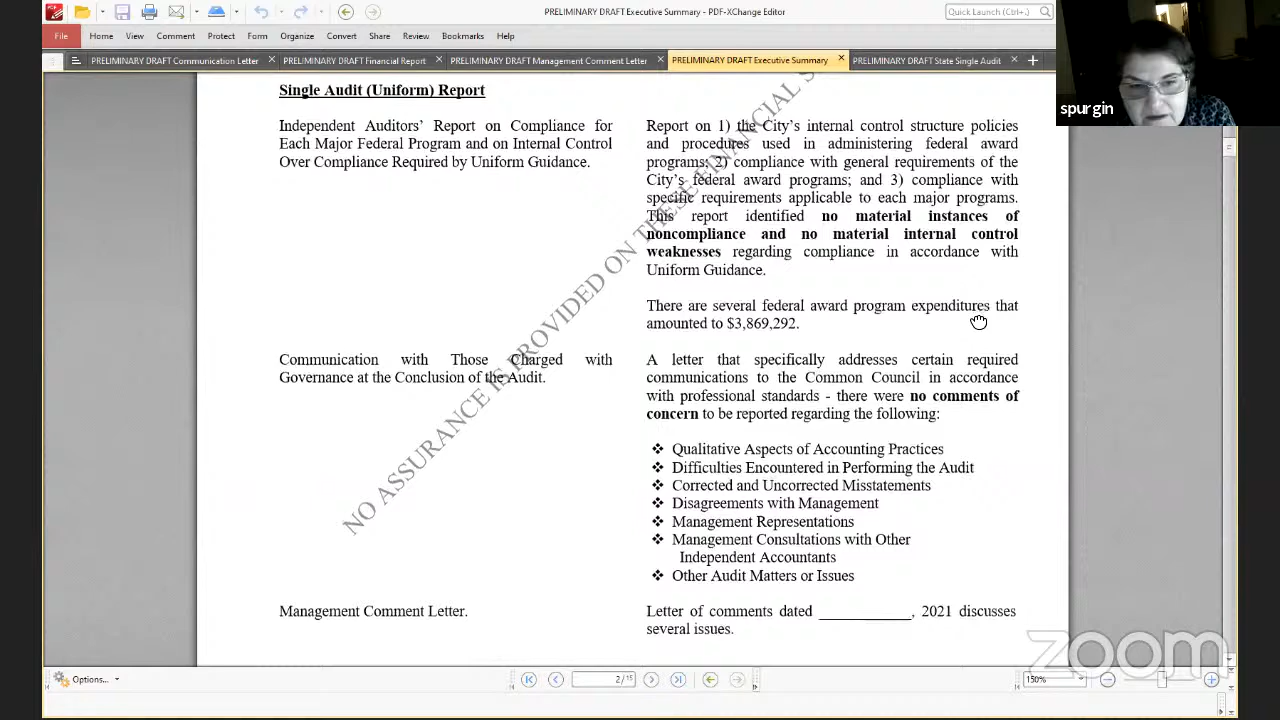 PRELIMINARY DRAFT Executive Summary - PDF-XChange Editor
Quick Launch (Ctrl+.)
File Home View Comment Protect Form Organize Convert Share Review Bookmarks Help
PRELIMINARY DRAFT Communication Letter
PRELIMINARY DRAFT Financial Report
PRELIMINARY DRAFT Management Comment Letter
PRELIMINARY DRAFT Executive Summary
PRELIMINARY DRAFT State Single Audit
spurgin
Single Audit (Uniform) Report
Independent Auditors' Report on Compliance for
Each Major Federal Program and on Internal Control
Over Compliance Required by Uniform Guidance.
Report on 1) the City's internal control structure policies
and procedures used in administering federal award
programs; 2) compliance with general requirements of the
City's federal award programs; and 3) compliance with
specific requirements applicable to each major programs.
This report identified no material instances of
noncompliance and no material internal control
weaknesses regarding compliance in accordance with
Uniform Guidance.
There are several federal award program expenditures that
amounted to $3,869,292.
Communication with Those Charged with
Governance at the Conclusion of the Audit.
A letter that specifically addresses certain required
communications to the Common Council in accordance
with professional standards - there were no comments of
concern to be reported regarding the following:
❖ Qualitative Aspects of Accounting Practices
❖ Difficulties Encountered in Performing the Audit
❖ Corrected and Uncorrected Misstatements
❖ Disagreements with Management
❖ Management Representations
❖ Management Consultations with Other
Independent Accountants
❖ Other Audit Matters or Issues
Management Comment Letter.
Letter of comments dated ___________, 2021 discusses
several issues.
NO ASSURANCE IS PROVIDED ON THESE FINANCIAL S
zoom
Options...
2 / 15
150%